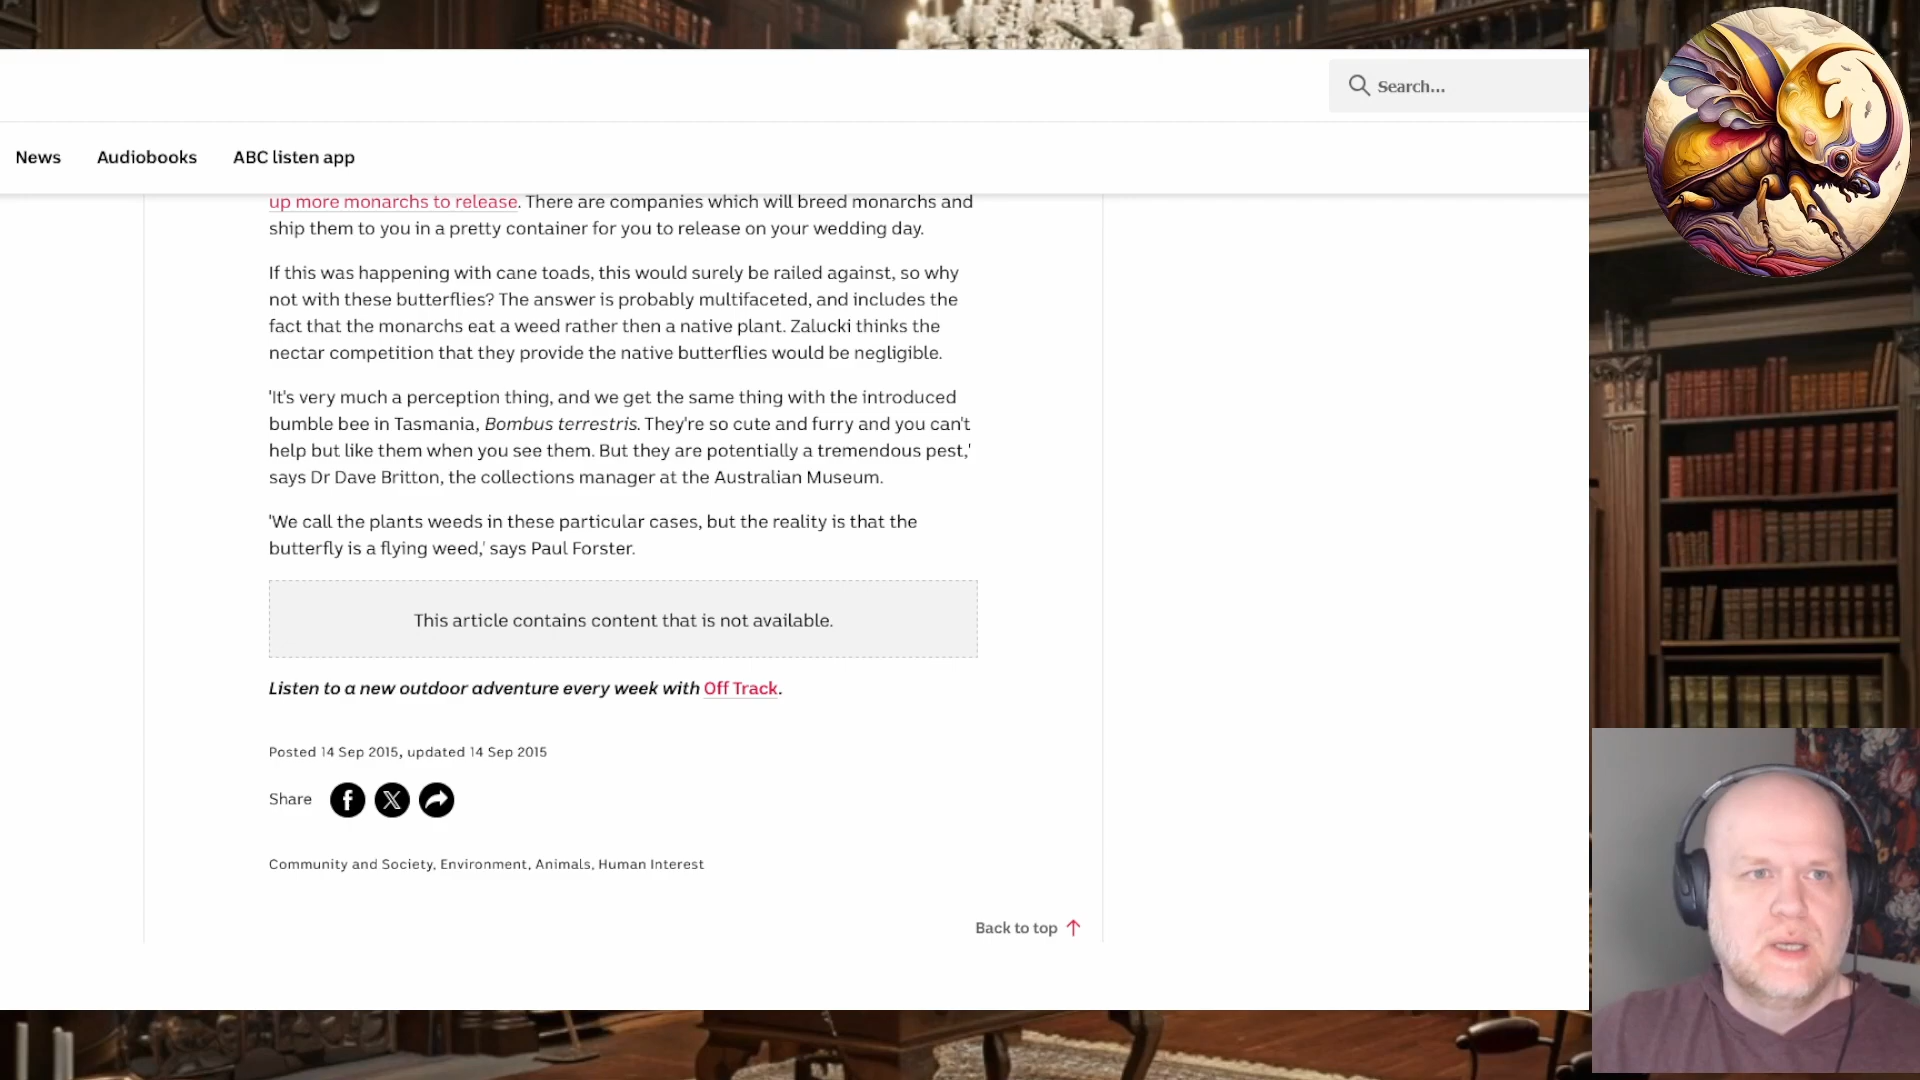 Search...
News Audiobooks ABC listen app
up more monarchs to release. There are companies which will breed monarchs and
ship them to you in a pretty container for you to release on your wedding day.
If this was happening with cane toads, this would surely be railed against, so why
not with these butterflies? The answer is probably multifaceted, and includes the
fact that the monarchs eat a weed rather then a native plant. Zalucki thinks the
nectar competition that they provide the native butterflies would be negligible.
'It's very much a perception thing, and we get the same thing with the introduced
bumble bee in Tasmania, Bombus terrestris. They're so cute and furry and you can't
help but like them when you see them. But they are potentially a tremendous pest,'
says Dr Dave Britton, the collections manager at the Australian Museum.
'We call the plants weeds in these particular cases, but the reality is that the
butterfly is a flying weed,' says Paul Forster.
This article contains content that is not available.
Listen to a new outdoor adventure every week with Off Track.
Posted 14 Sep 2015, updated 14 Sep 2015
Share
Community and Society, Environment, Animals, Human Interest
Back to top